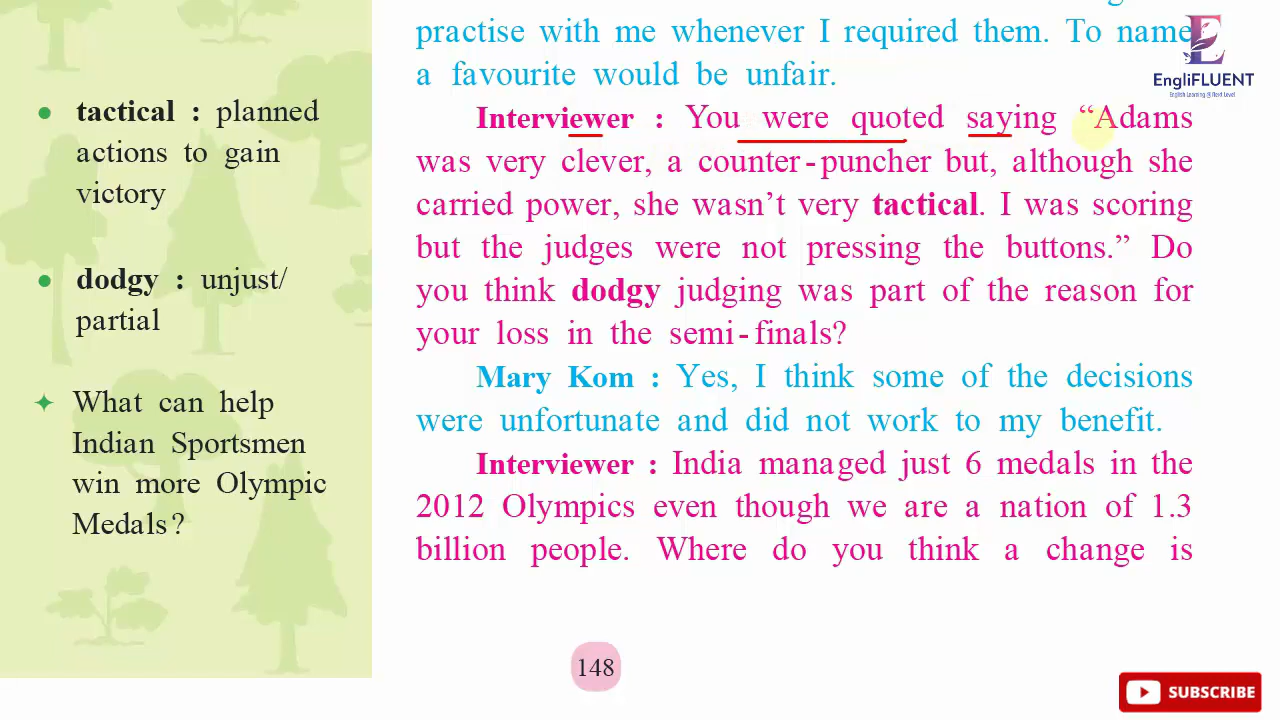 practise with me whenever I required them. To name
a favourite would be unfair.
EngliFLUENT
English Learning @Next Level
• tactical : planned
actions to gain
victory
• dodgy : unjust/
partial
✦ What can help
Indian Sportsmen
win more Olympic
Medals?
Interviewer : You were quoted saying “Adams
was very clever, a counter-puncher but, although she
carried power, she wasn’t very tactical. I was scoring
but the judges were not pressing the buttons.” Do
you think dodgy judging was part of the reason for
your loss in the semi-finals?
Mary Kom : Yes, I think some of the decisions
were unfortunate and did not work to my benefit.
Interviewer : India managed just 6 medals in the
2012 Olympics even though we are a nation of 1.3
billion people. Where do you think a change is
148
SUBSCRIBE